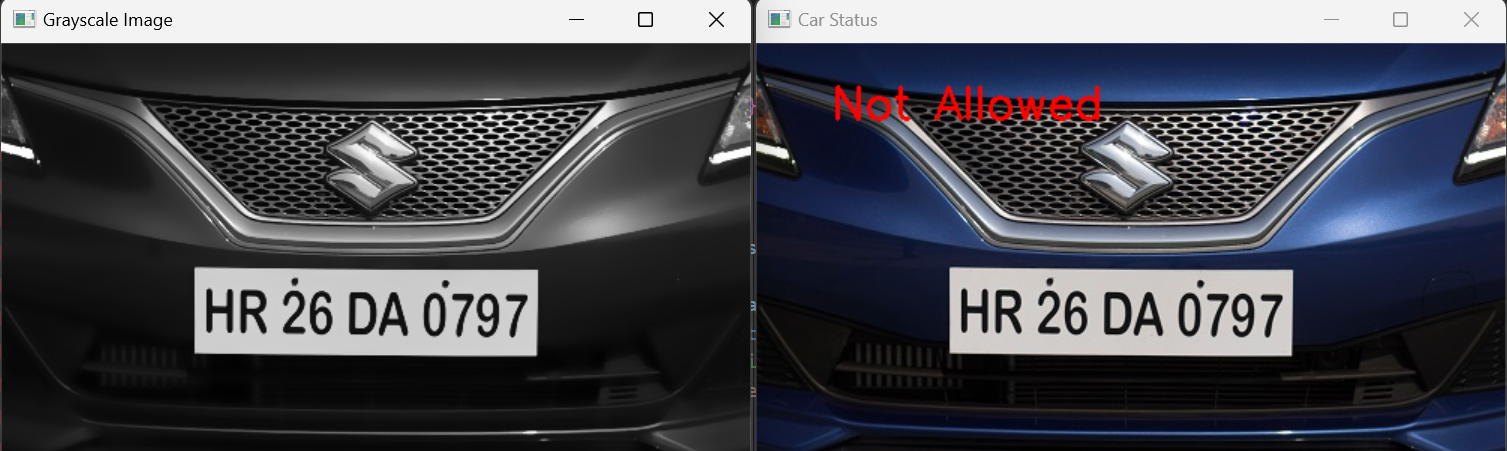 Grayscale Image
HR 26 DA 0797
Car Status
Not Allowed
HR 26 DA 0797